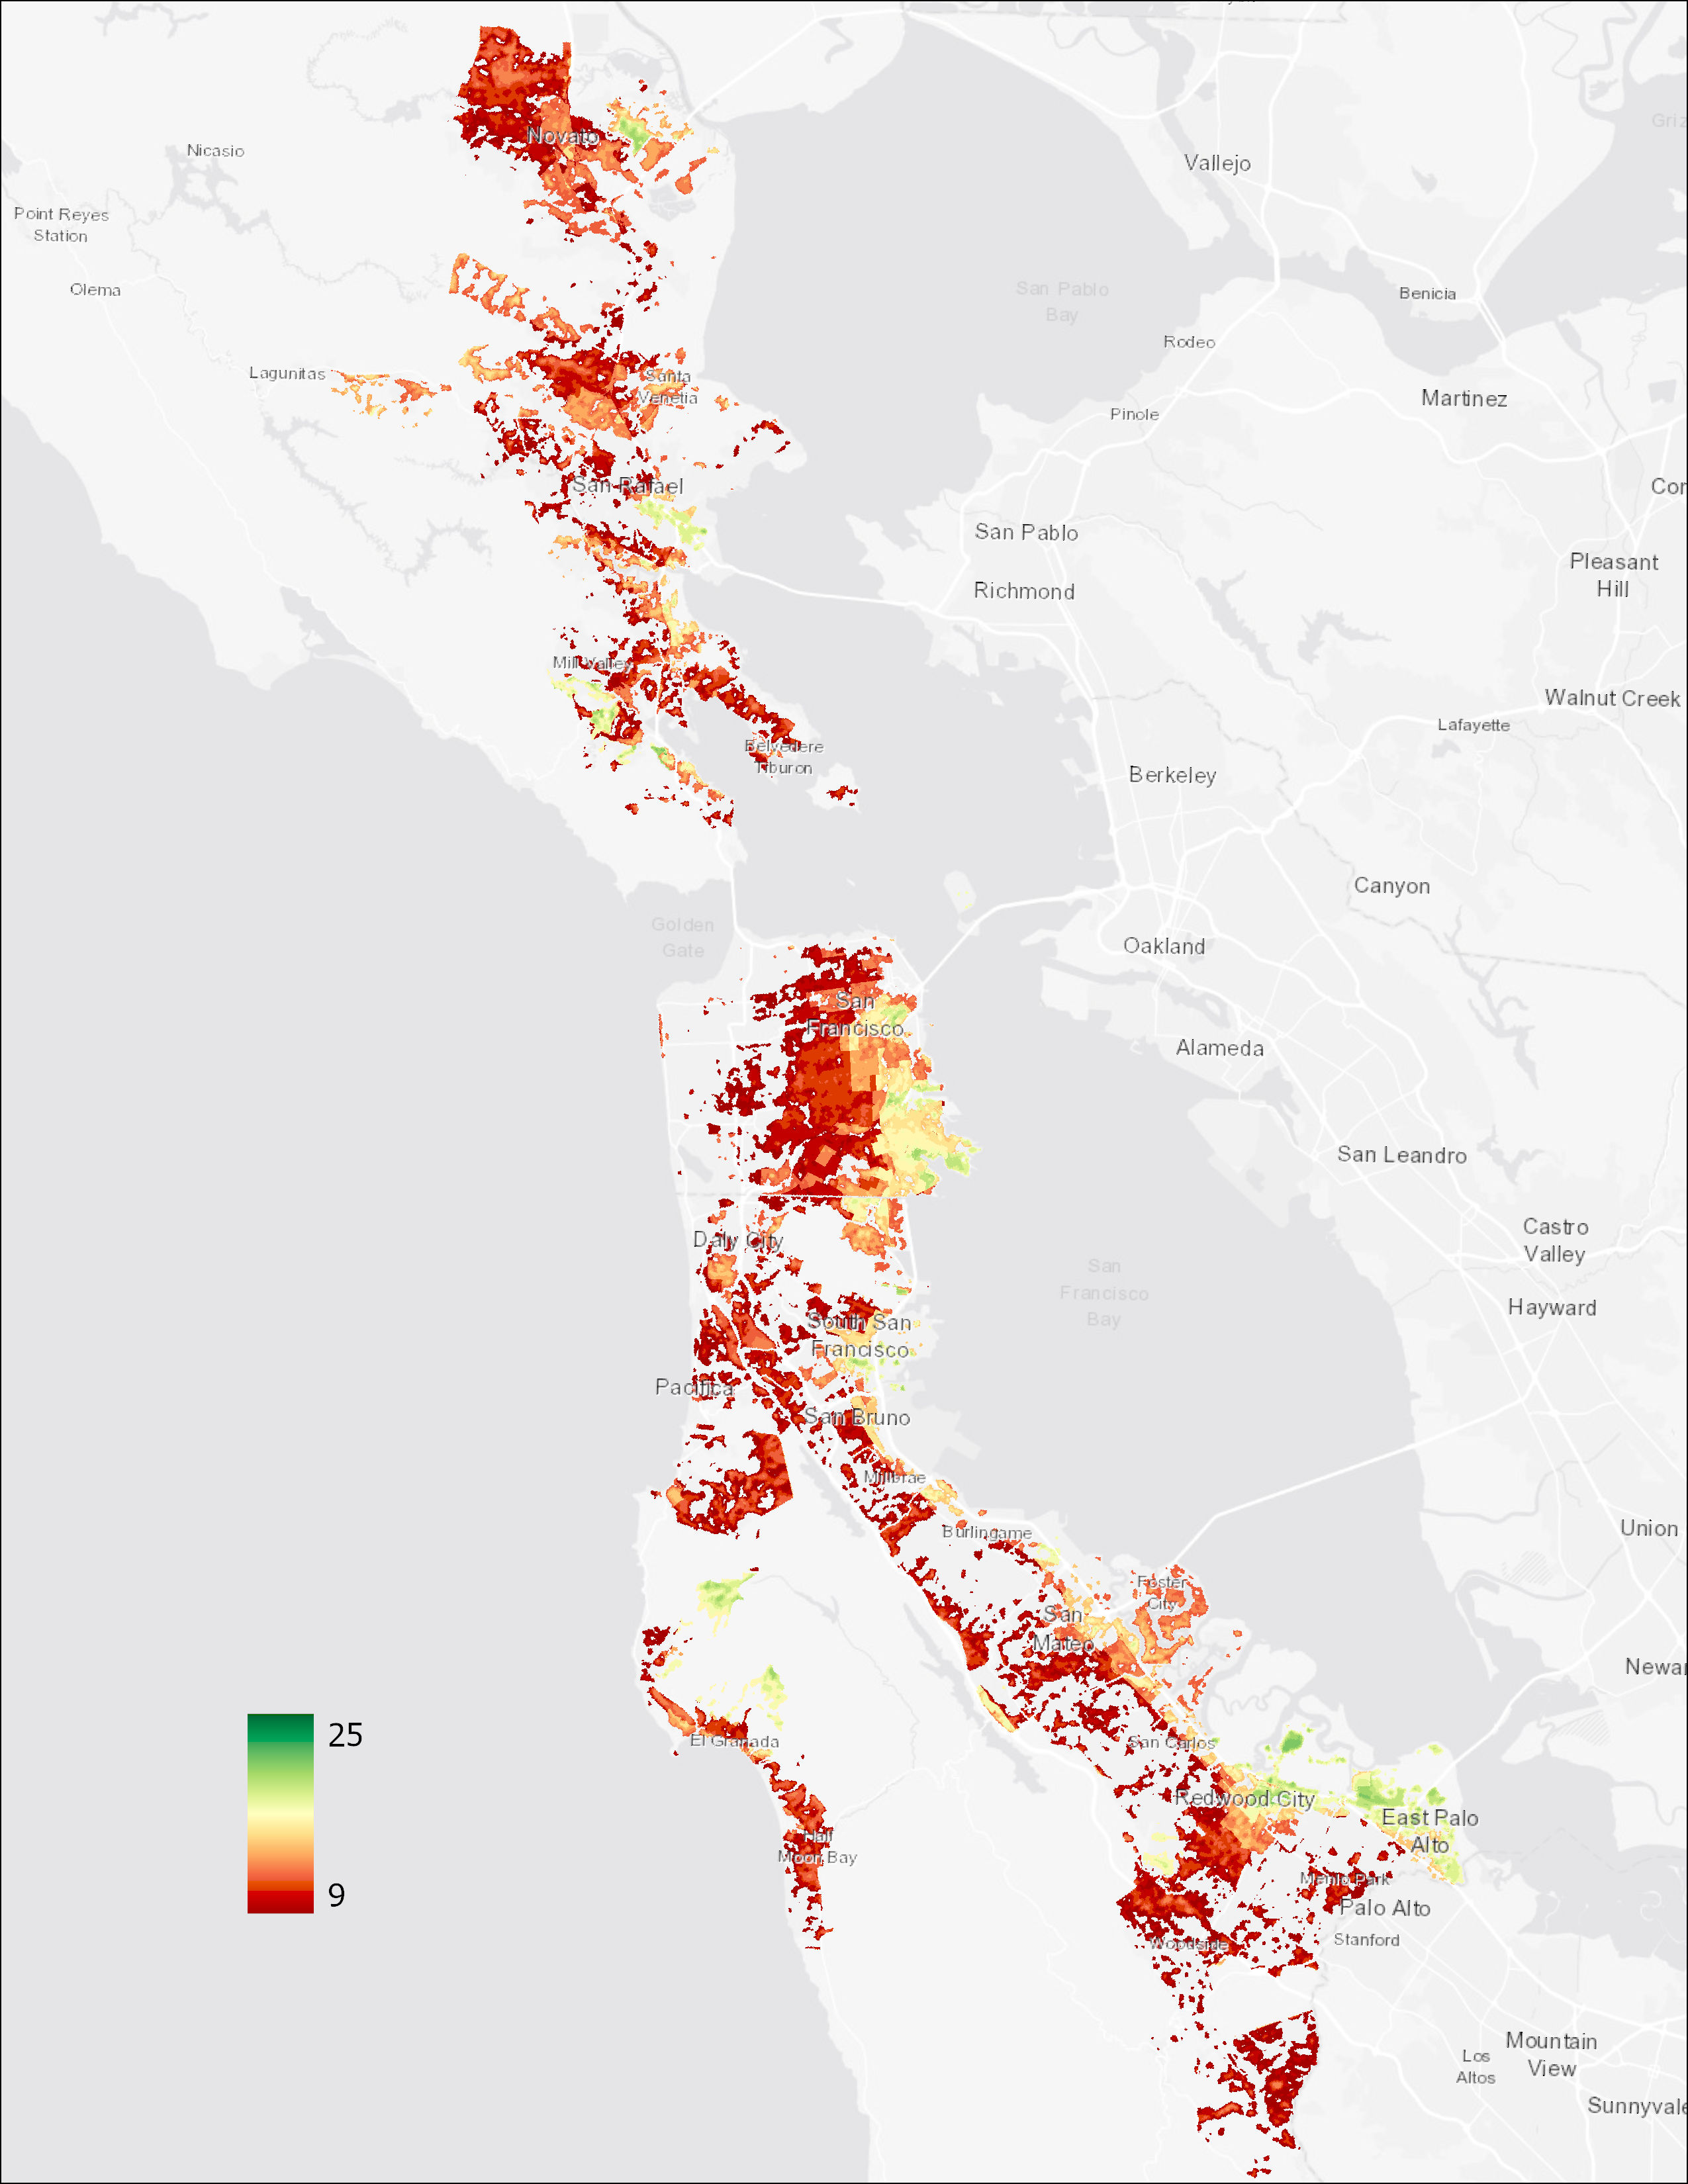 Novato
Nicasio
Vallejo
Point Reyes
Station
Olema
San Pablo
Bay
Benicia
Rodeo
Lagunitas
Santa
Venetia
Martinez
Pinole
San Rafael
San Pablo
Richmond
Pleasant
Hill
Mill Valley
Walnut Creek
Lafayette
Belvedere
Tiburon
Berkeley
Canyon
Golden
Gate
Oakland
San
Francisco
Alameda
San Leandro
Daly City
Castro
Valley
San
Francisco
Bay
Hayward
South San
Francisco
Pacifica
San Bruno
Millbrae
Burlingame
Union
Foster
City
San
Mateo
Newar
El Granada
San Carlos
25
Redwood City
East Palo
Alto
Half
Moon Bay
Menlo Park
9
Palo Alto
Woodside
Stanford
Mountain
View
Los
Altos
Sunnyvale